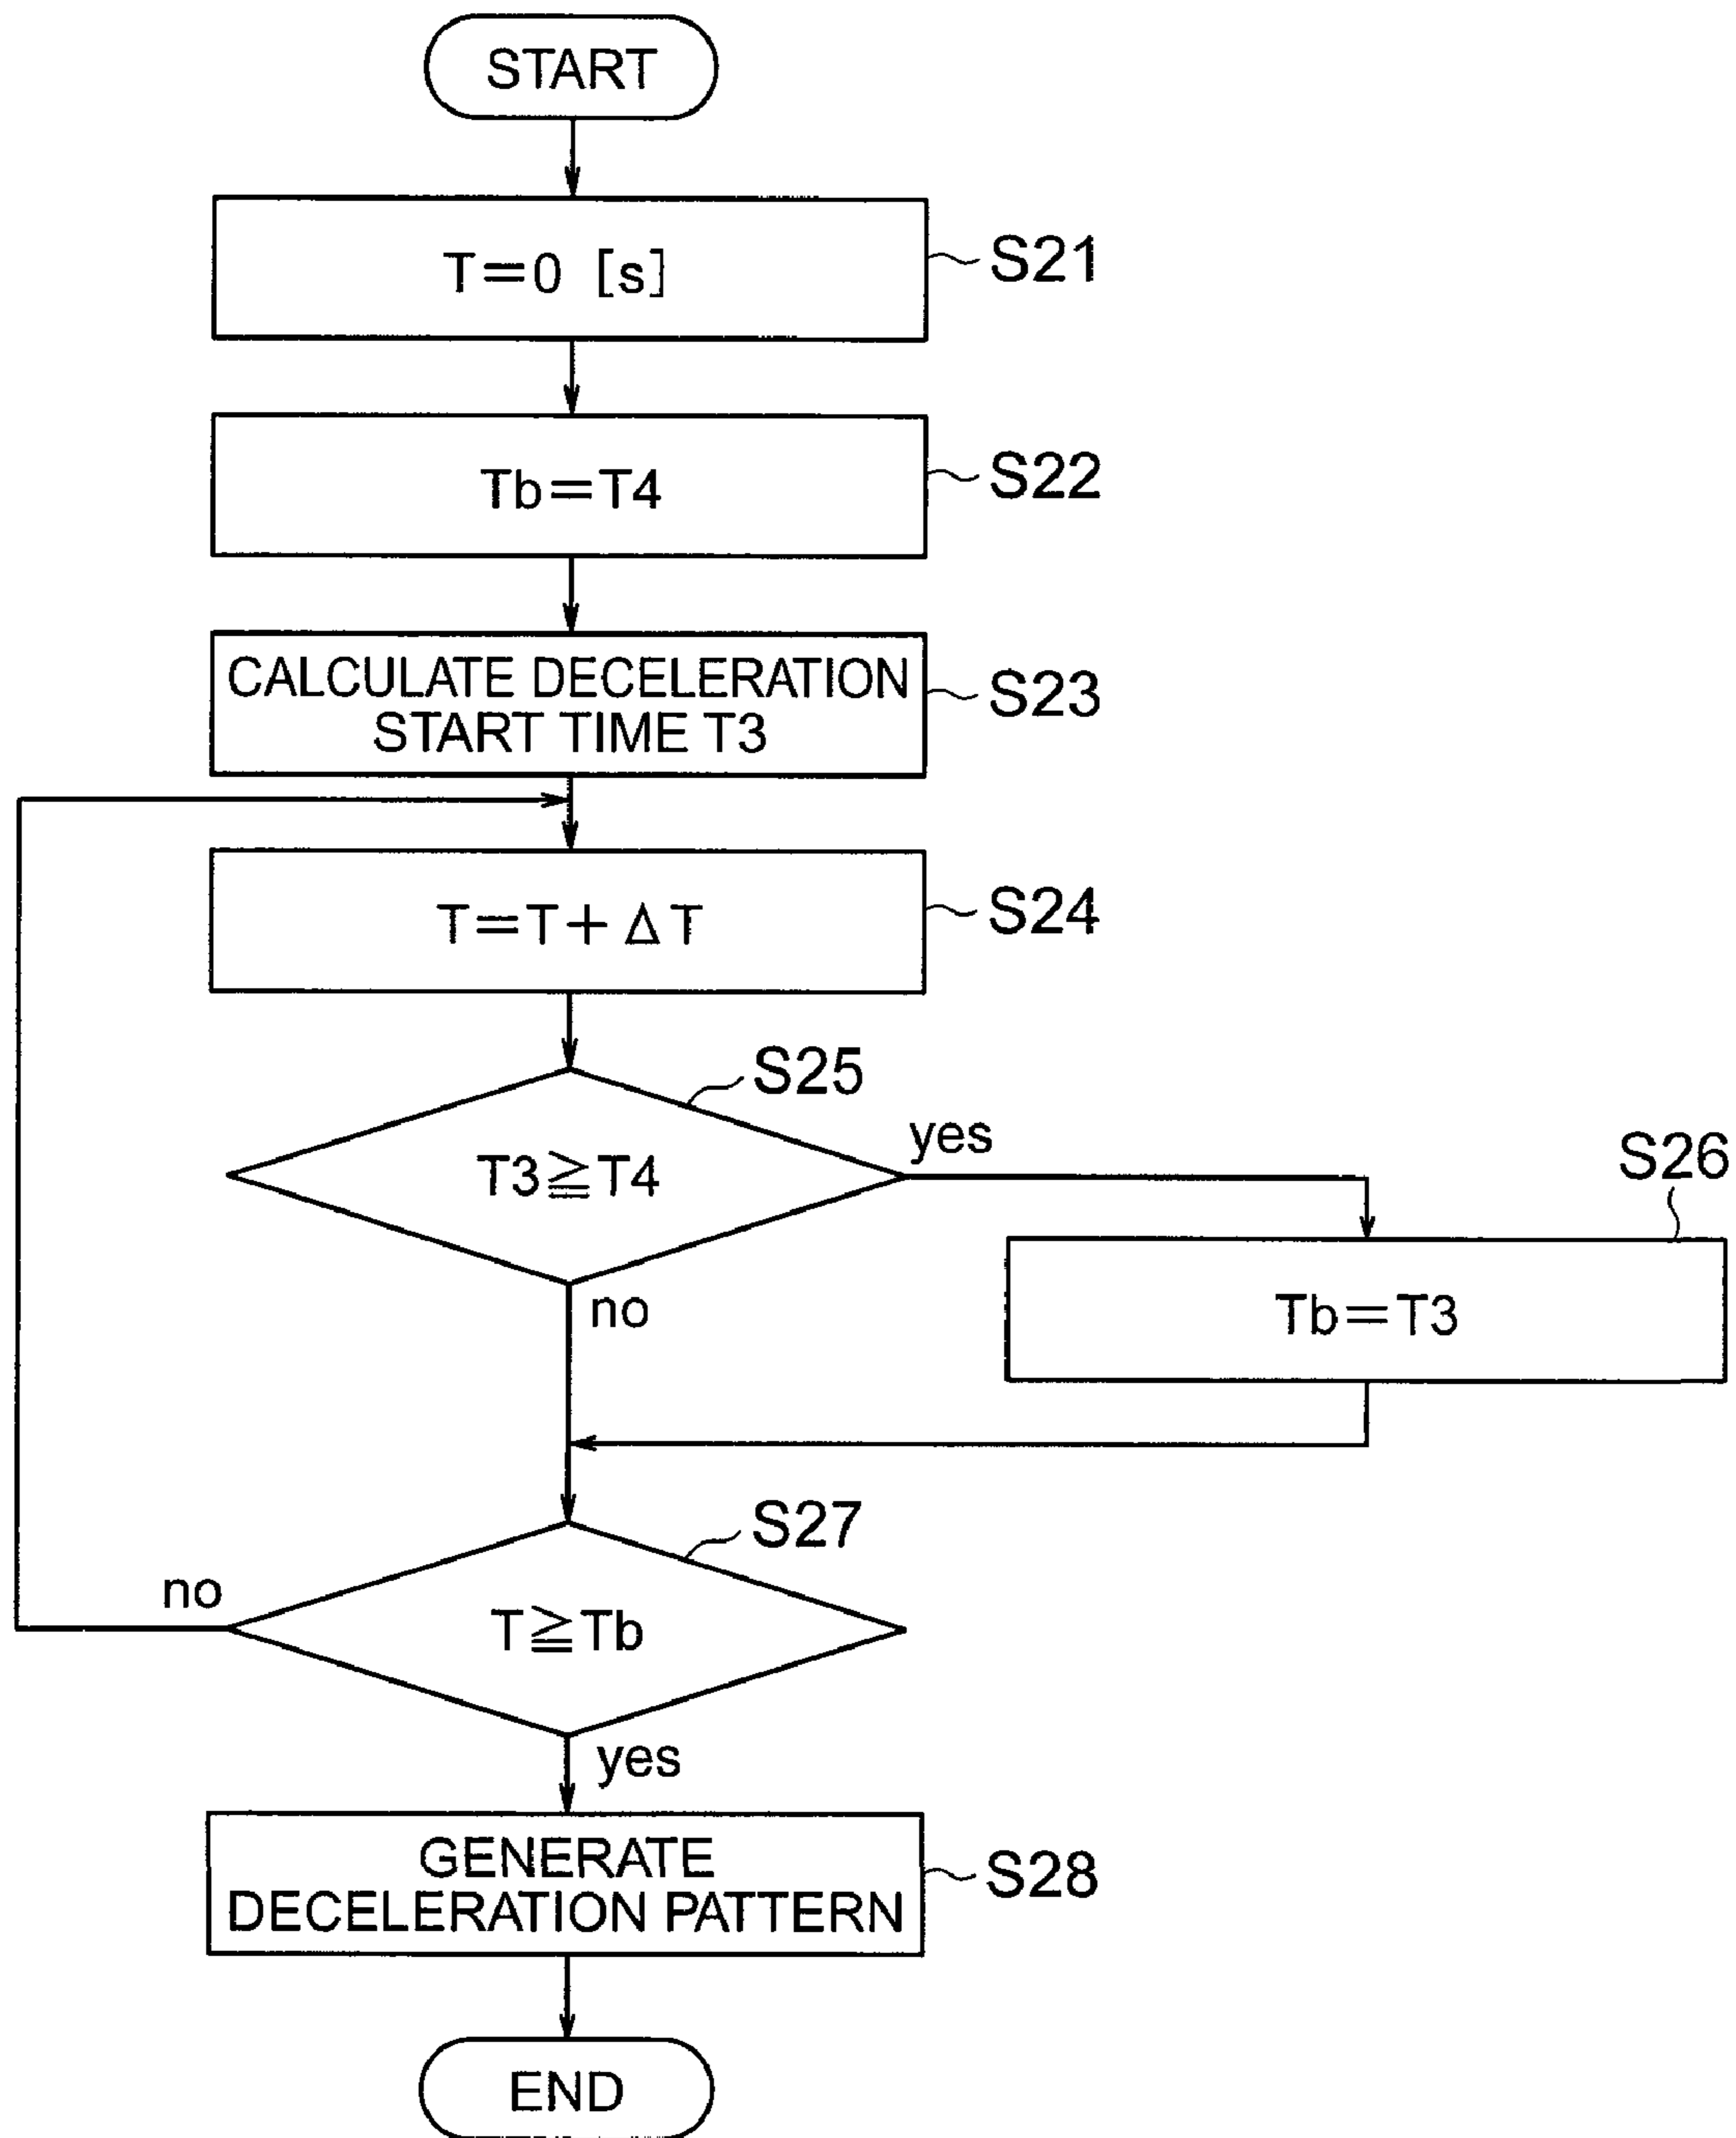 START
T=0 [s]
S21
Tb=T4
S22
CALCULATE DECELERATION
START TIME T3
S23
T=T+ΔT
S24
S25
T3≧T4
yes
no
S26
Tb=T3
S27
T≧Tb
no
yes
GENERATE
DECELERATION PATTERN
S28
END